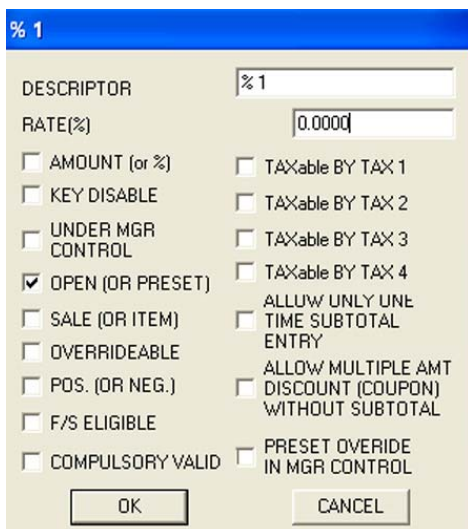 % 1
DESCRIPTOR
% 1
RATE(%)
0.0000
AMOUNT (or %)
KEY DISABLE
UNDER MGR
CONTROL
OPEN (OR PRESET)
SALE (OR ITEM)
OVERRIDEABLE
POS. (OR NEG.)
F/S ELIGIBLE
COMPULSORY VALID
TAXable BY TAX 1
TAXable BY TAX 2
TAXable BY TAX 3
TAXable BY TAX 4
ALLOW ONLY ONE
TIME SUBTOTAL
ENTRY
ALLOW MULTIPLE AMT
DISCOUNT (COUPON)
WITHOUT SUBTOTAL
PRESET OVERIDE
IN MGR CONTROL
OK
CANCEL